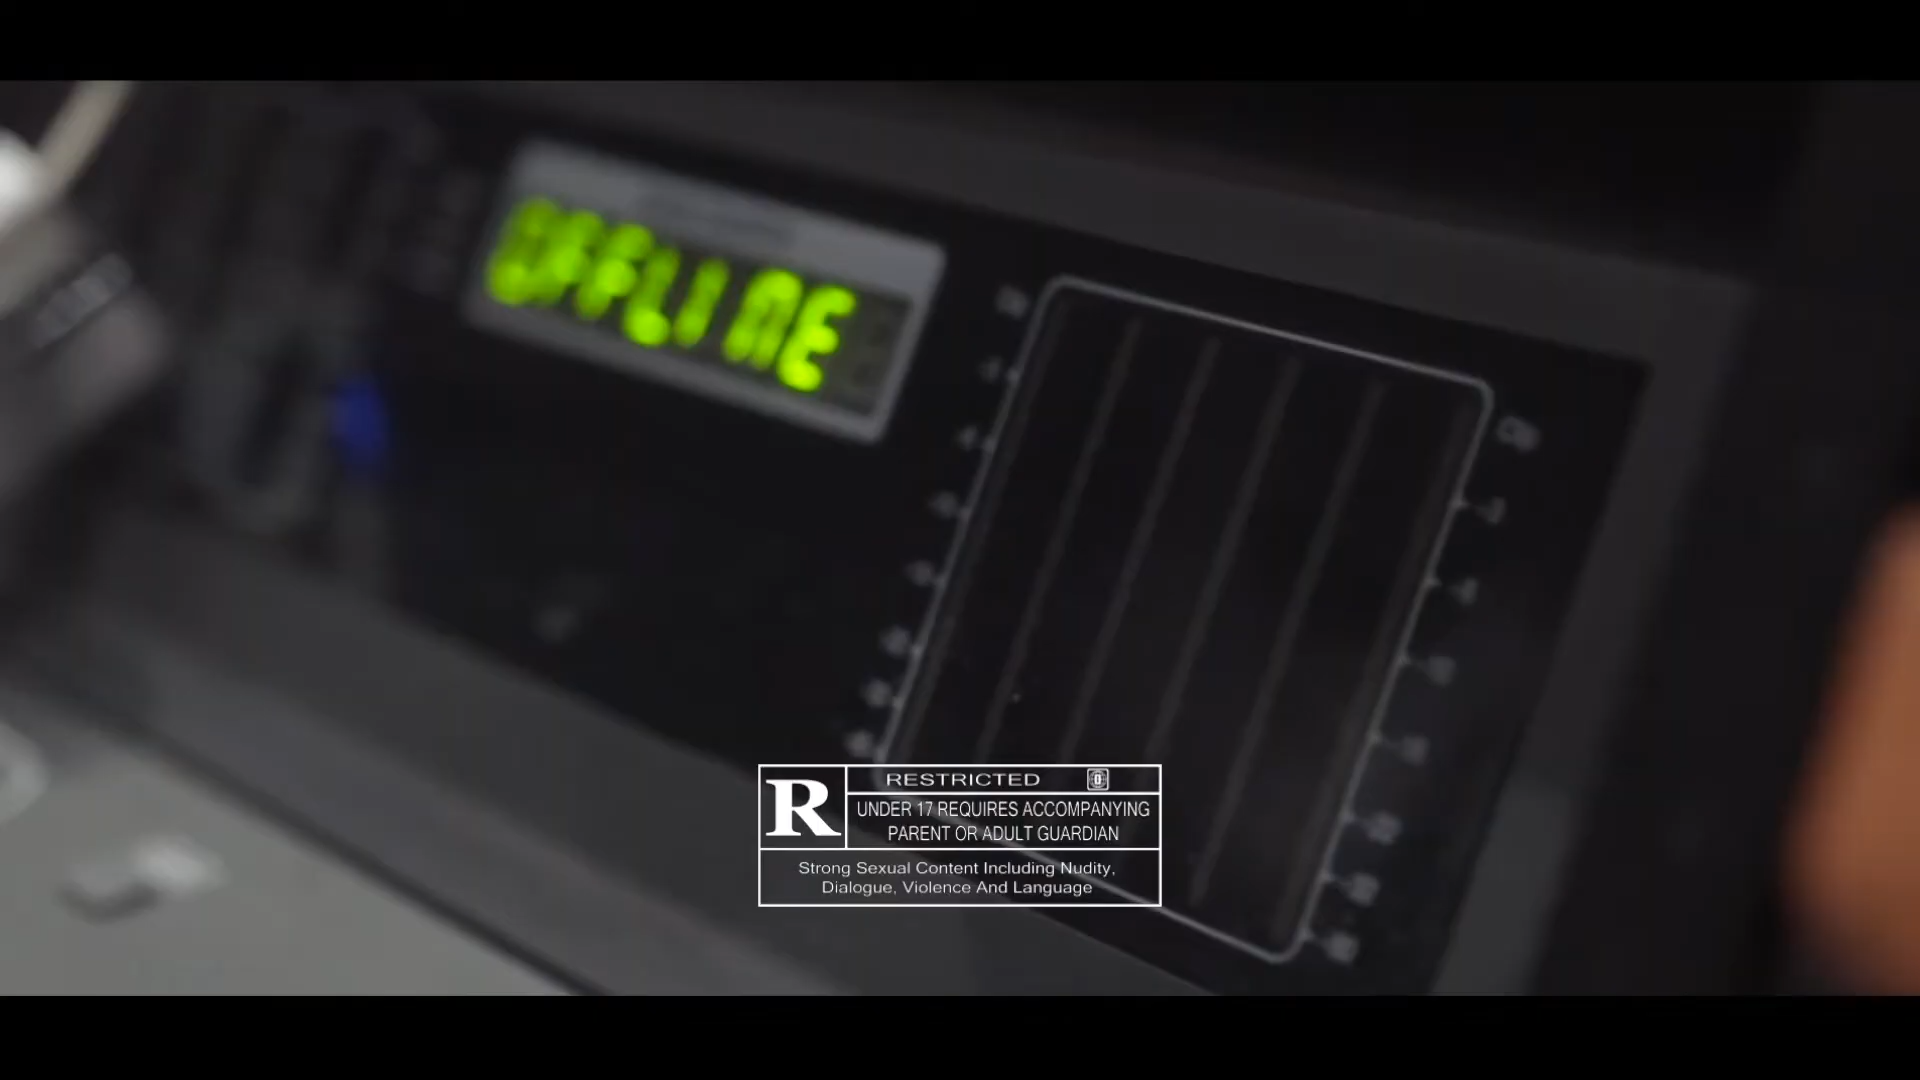 OFFLINE
R
RESTRICTED
UNDER 17 REQUIRES ACCOMPANYING
PARENT OR ADULT GUARDIAN
Strong Sexual Content Including Nudity,
Dialogue, Violence And Language